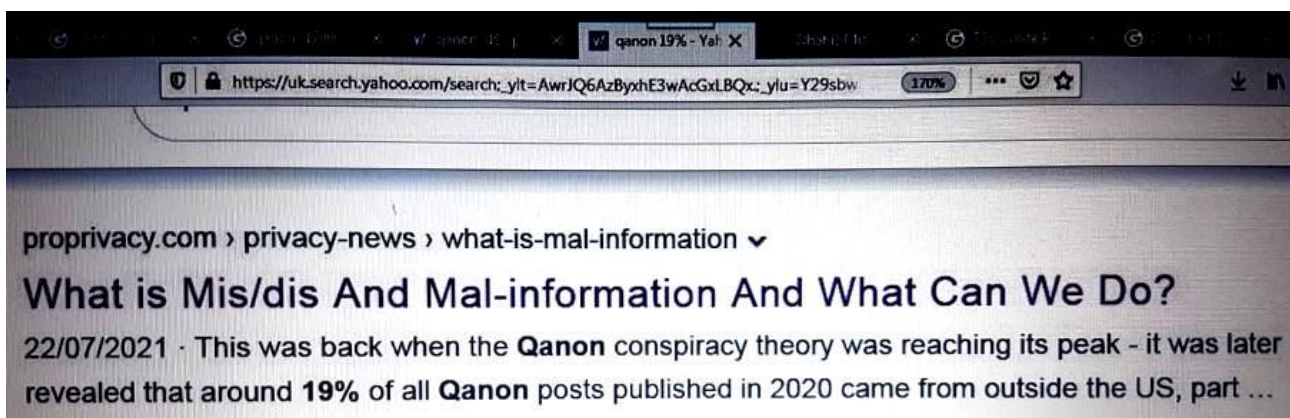 qanon 19% - Yah
https://uk.search.yahoo.com/search;_ylt=AwrJQ6AzByxhE3wAcGxLBQx.;_ylu=Y29sbw
170%
proprivacy.com › privacy-news › what-is-mal-information
What is Mis/dis And Mal-information And What Can We Do?
22/07/2021 · This was back when the Qanon conspiracy theory was reaching its peak - it was later
revealed that around 19% of all Qanon posts published in 2020 came from outside the US, part ...